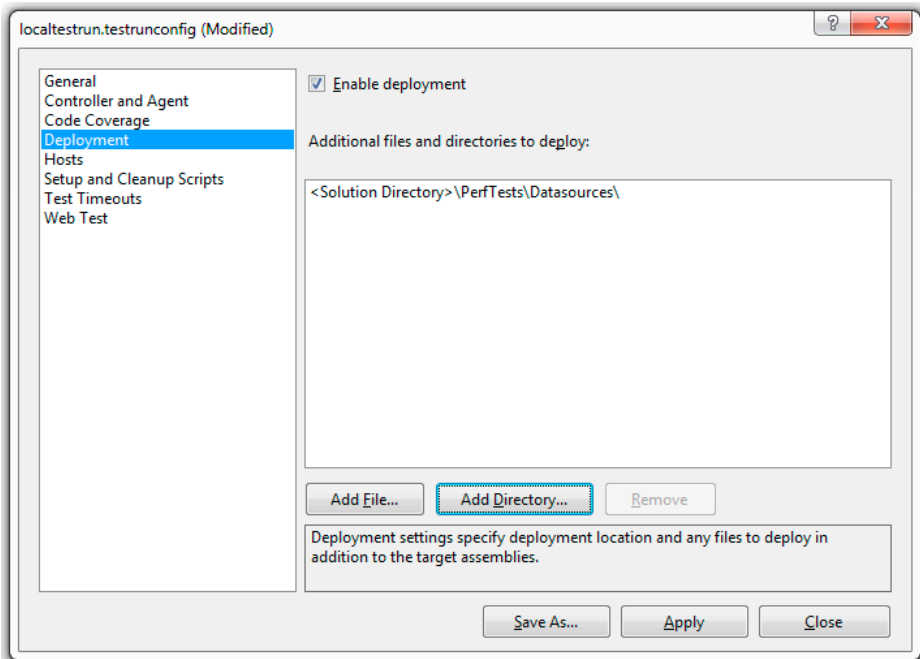 localtestrun.testrunconfig (Modified)
General
Controller and Agent
Code Coverage
Deployment
Hosts
Setup and Cleanup Scripts
Test Timeouts
Web Test
Enable deployment
Additional files and directories to deploy:
<Solution Directory>\PerfTests\Datasources\
Add File...
Add Directory...
Remove
Deployment settings specify deployment location and any files to deploy in
addition to the target assemblies.
Save As...
Apply
Close